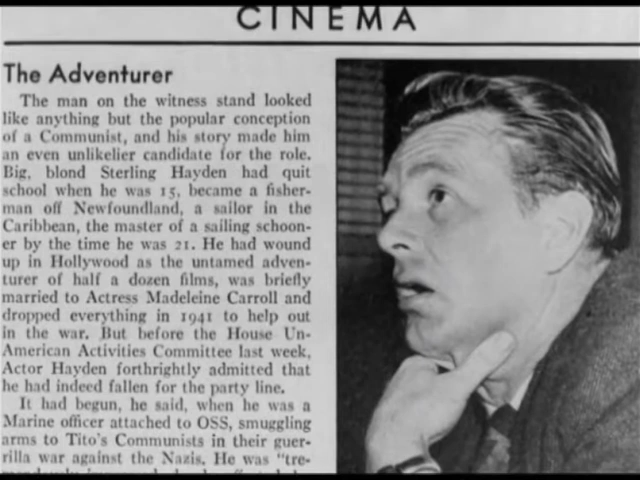 CINEMA
The Adventurer
The man on the witness stand looked
like anything but the popular conception
of a Communist, and his story made him
an even unlikelier candidate for the role.
Big, blond Sterling Hayden had quit
school when he was 15, became a fisher-
man off Newfoundland, a sailor in the
Caribbean, the master of a sailing schoon-
er by the time he was 21. He had wound
up in Hollywood as the untamed adven-
turer of half a dozen films, was briefly
married to Actress Madeleine Carroll and
dropped everything in 1941 to help out
in the war. But before the House Un-
American Activities Committee last week,
Actor Hayden forthrightly admitted that
he had indeed fallen for the party line.
It had begun, he said, when he was a
Marine officer attached to OSS, smuggling
arms to Tito's Communists in their guer-
rilla war against the Nazis. He was "tre-